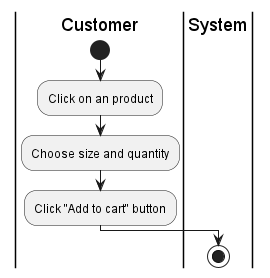 Customer
System
Click on an product
Choose size and quantity
Click "Add to cart" button